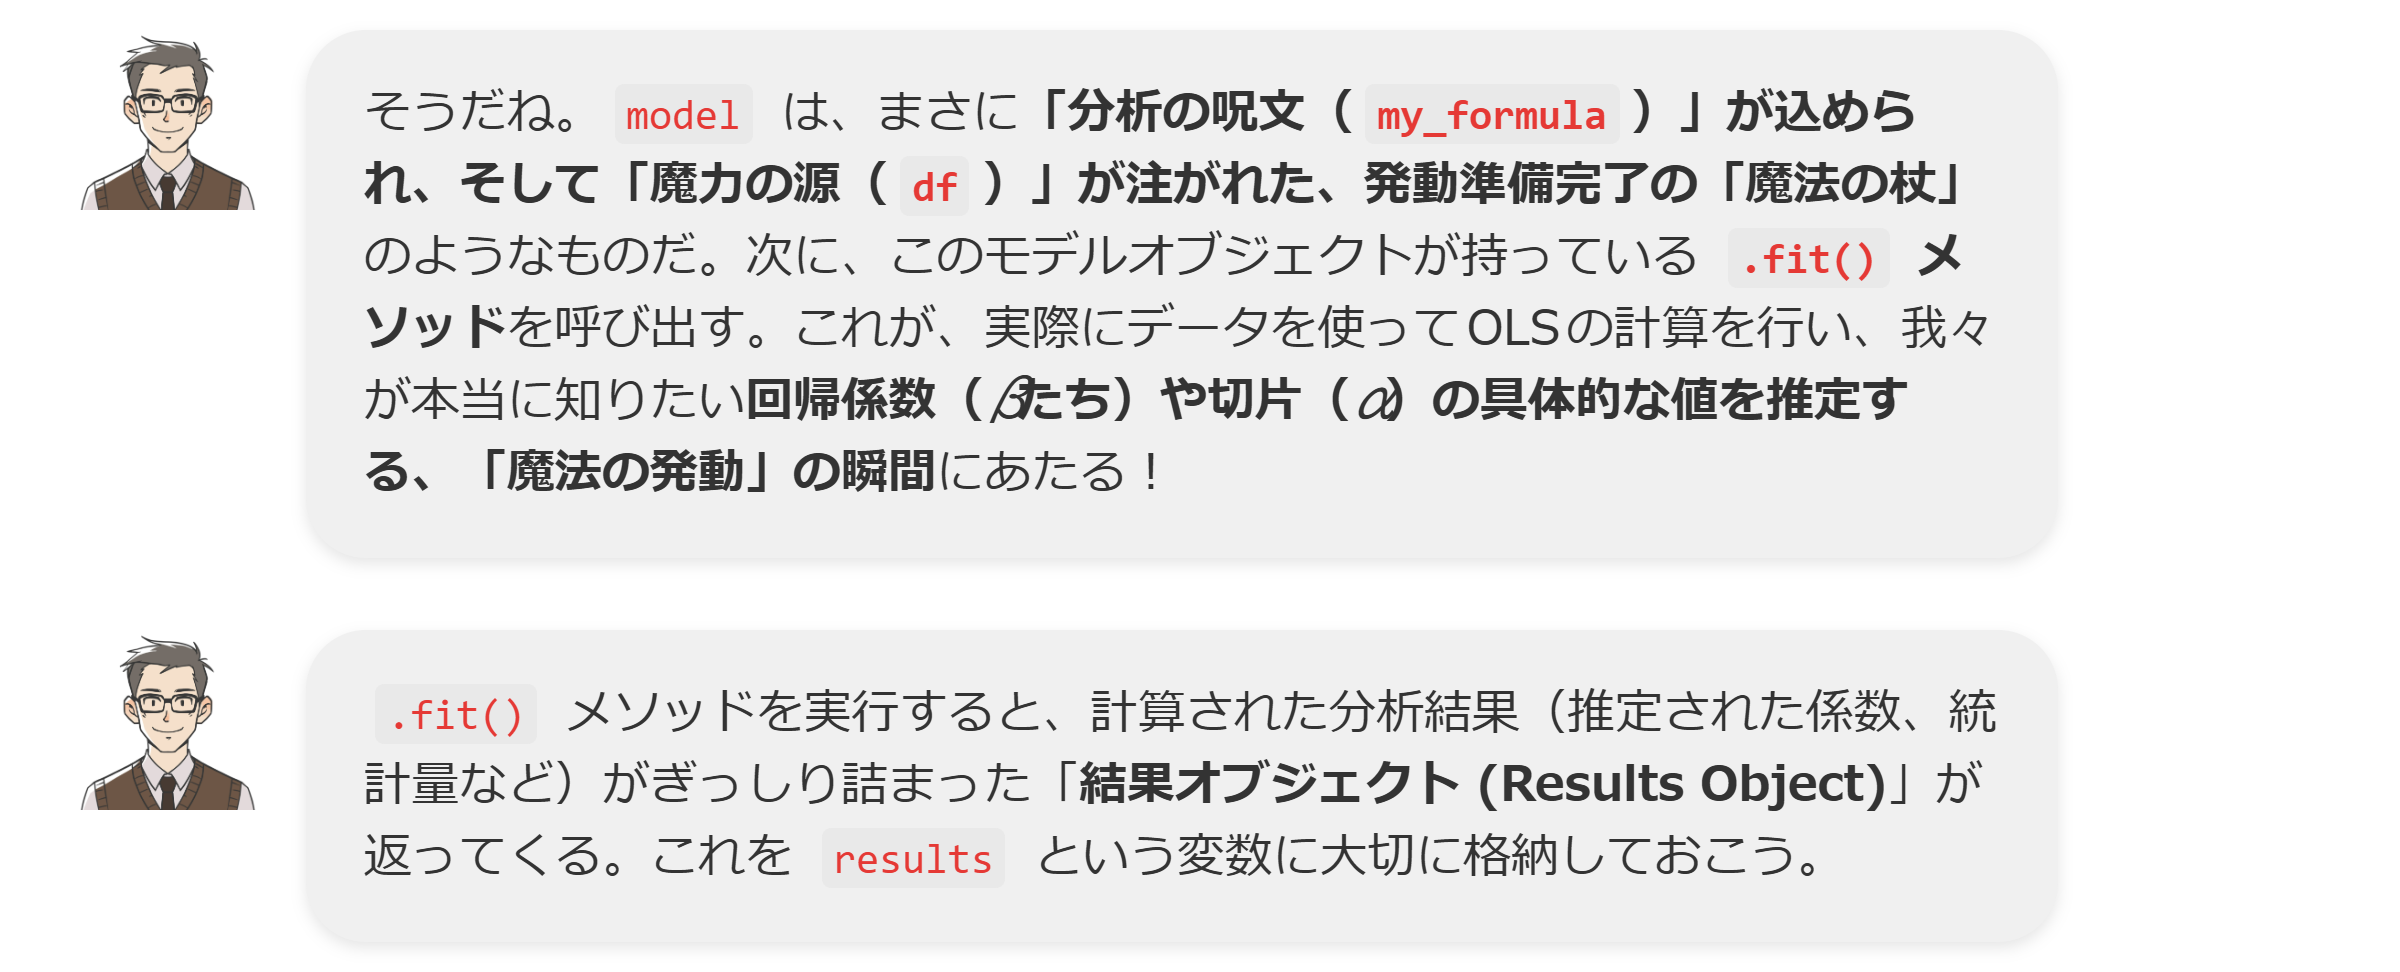 そうだね。 model は、まさに「分析の呪文（ my_formula ）」が込めら
れ、そして「魔力の源（ df ）」が注がれた、発動準備完了の「魔法の杖」
のようなものだ。次に、このモデルオブジェクトが持っている .fit() メ
ソッドを呼び出す。これが、実際にデータを使ってOLSの計算を行い、我々
が本当に知りたい回帰係数（βたち）や切片（α）の具体的な値を推定す
る、「魔法の発動」の瞬間にあたる！
.fit() メソッドを実行すると、計算された分析結果（推定された係数、統
計量など）がぎっしり詰まった「結果オブジェクト (Results Object)」が
返ってくる。これを results という変数に大切に格納しておこう。